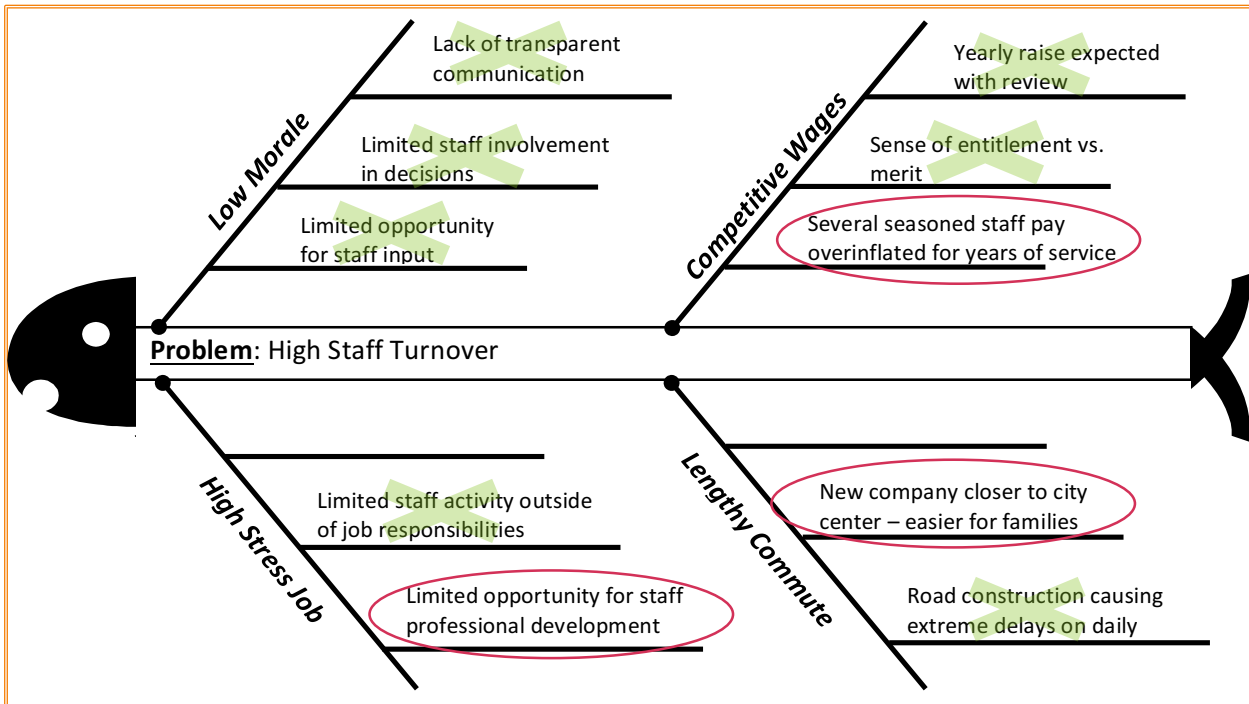 Lack of transparent
communication
Limited staff involvement
in decisions
Limited opportunity
for staff input
Low Morale
Yearly raise expected
with review
Sense of entitlement vs.
merit
Several seasoned staff pay
overinflated for years of service
Competitive Wages
Problem: High Staff Turnover
High Stress Job
Limited staff activity outside
of job responsibilities
Limited opportunity for staff
professional development
Lengthy Commute
New company closer to city
center – easier for families
Road construction causing
extreme delays on daily